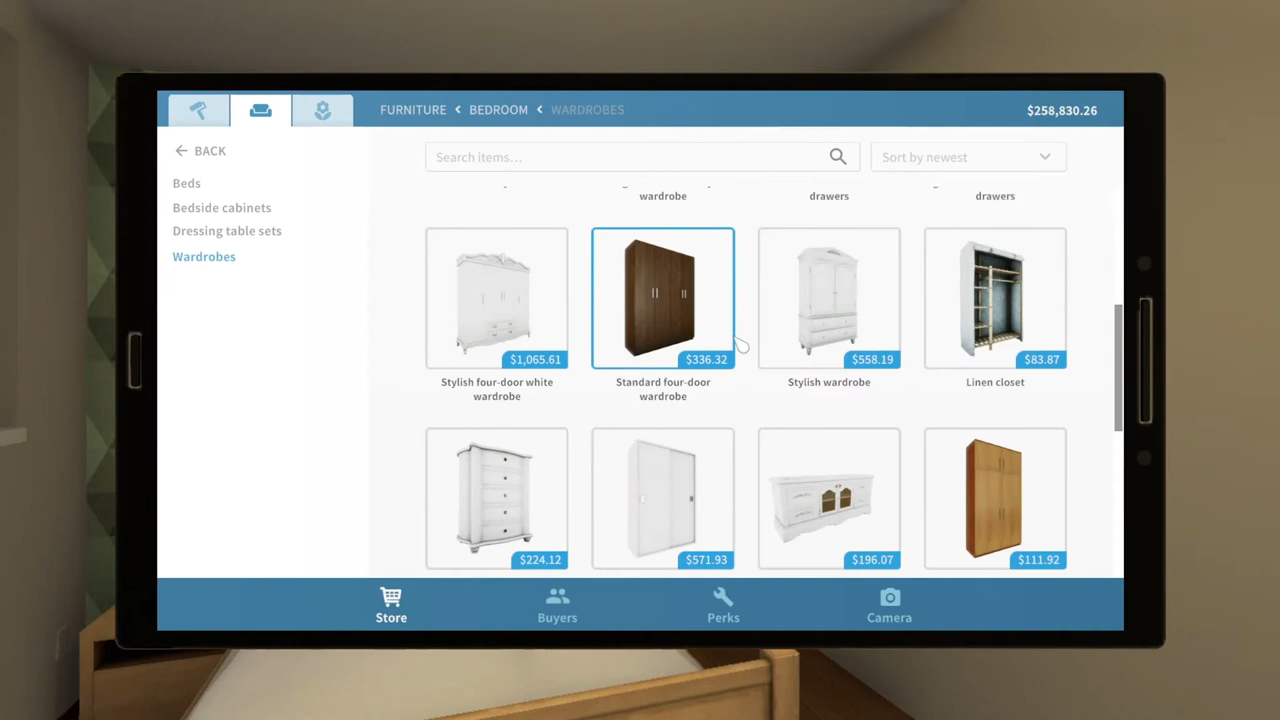 FURNITURE < BEDROOM < WARDROBES
$258,830.26
BACK
Search items...
Sort by newest
Beds
Bedside cabinets
Dressing table sets
Wardrobes
wardrobe
drawers
drawers
$1,065.61
$336.32
$558.19
$83.87
Stylish four-door white
wardrobe
Standard four-door
wardrobe
Stylish wardrobe
Linen closet
$224.12
$571.93
$196.07
$111.92
Store
Buyers
Perks
Camera